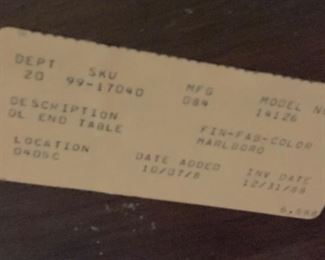 DEPT SKU MFG MODEL
20 99-17040 084 14126
DESCRIPTION FIN-FAB-COLOR
OL END TABLE MARLBORO
LOCATION DATE ADDED INV DATE
0405C 10/07/8 12/31/88